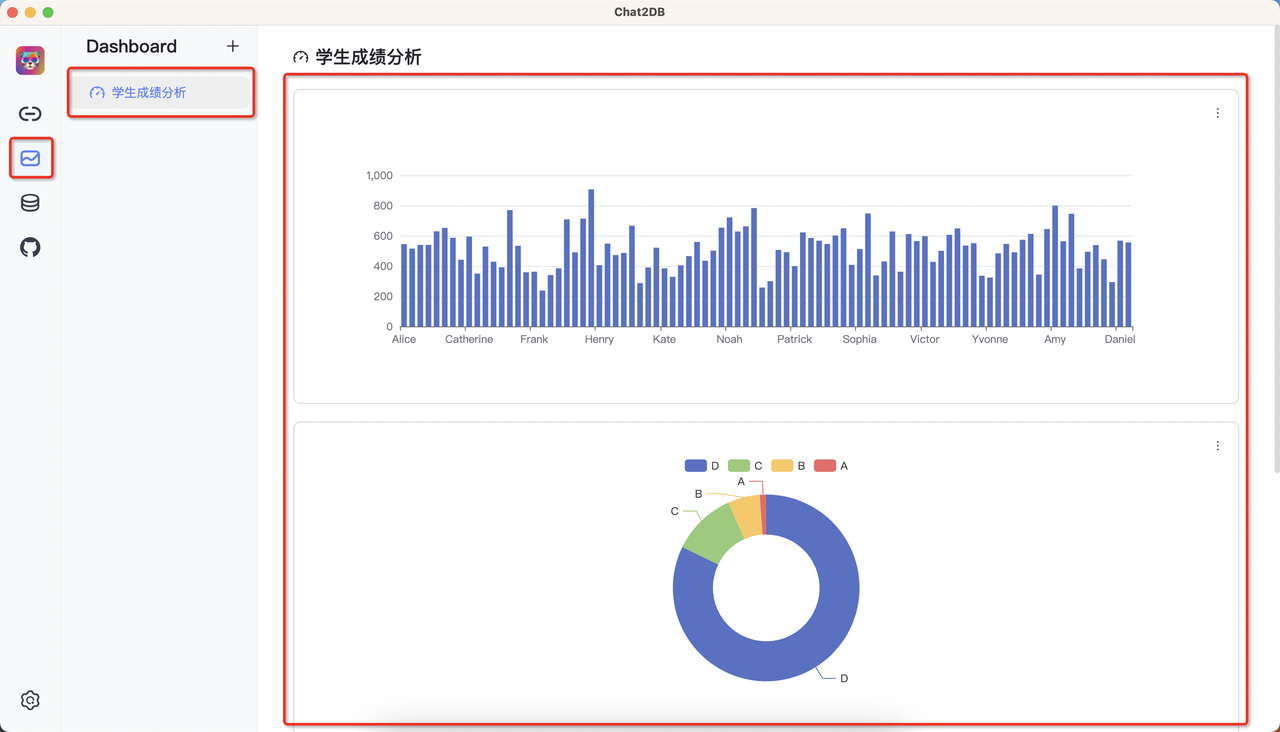 Chat2DB
Dashboard +
学生成绩分析
学生成绩分析
1,000
800
600
400
200
0
Alice Catherine Frank Henry Kate Noah Patrick Sophia Victor Yvonne Amy Daniel
D C B A
A
B
C
D